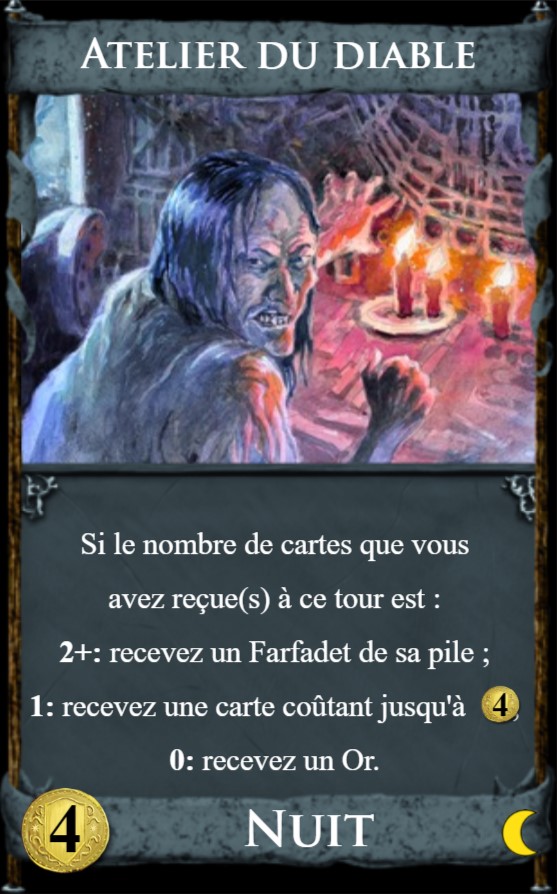 ATELIER DU DIABLE
Si le nombre de cartes que vous
avez reçue(s) à ce tour est :
2+: recevez un Farfadet de sa pile ;
1: recevez une carte coûtant jusqu'à 4;
0: recevez un Or.
4 NUIT